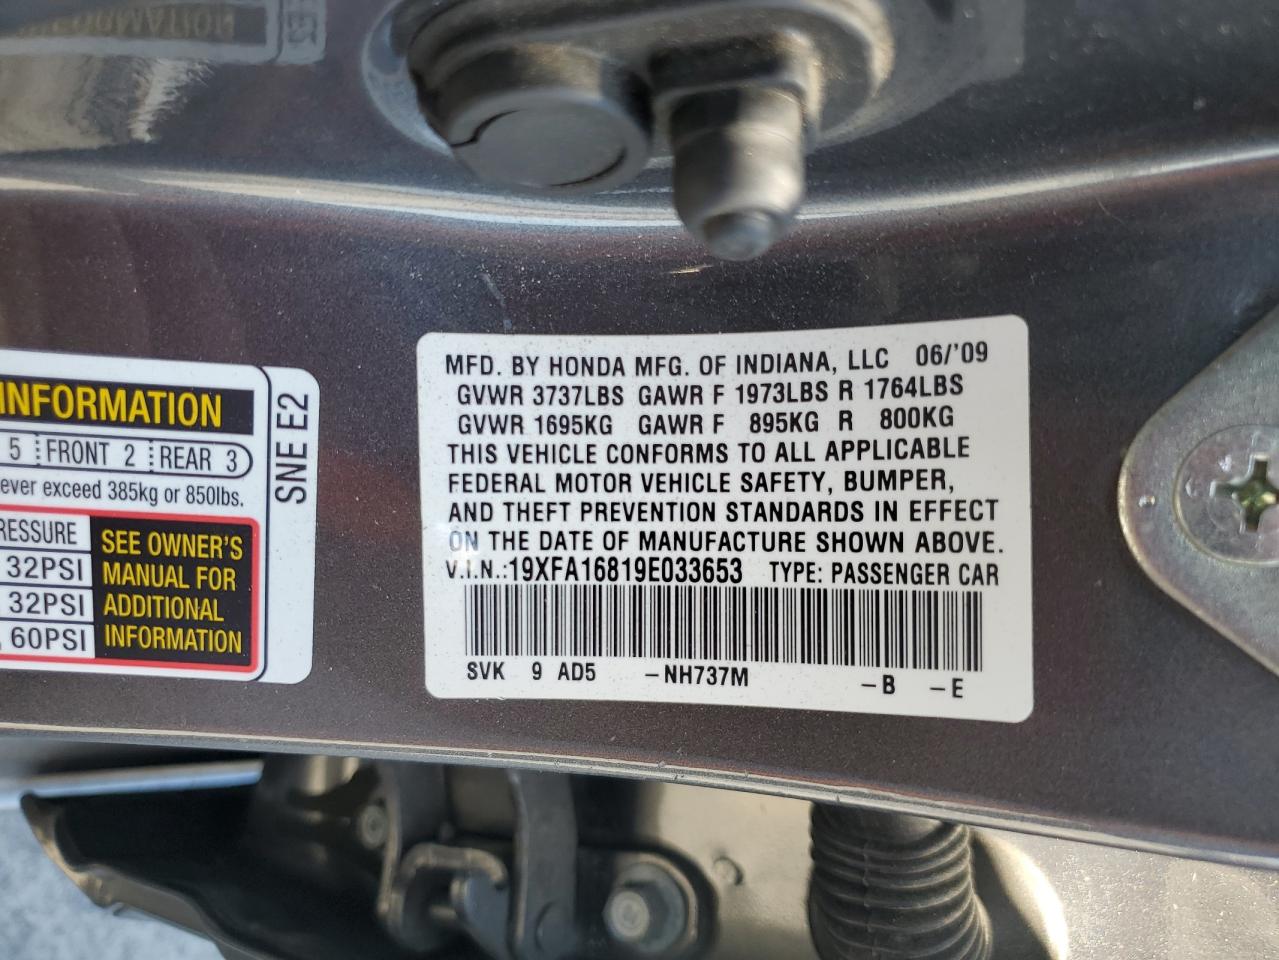 INFORMATION
5 FRONT 2 REAR 3
ever exceed 385kg or 850lbs.
RESSURE
32PSI
32PSI
60PSI
SEE OWNER'S
MANUAL FOR
ADDITIONAL
INFORMATION
SNE E2
MFD. BY HONDA MFG. OF INDIANA, LLC 06/'09
GVWR 3737LBS GAWR F 1973LBS R 1764LBS
GVWR 1695KG GAWR F 895KG R 800KG
THIS VEHICLE CONFORMS TO ALL APPLICABLE
FEDERAL MOTOR VEHICLE SAFETY, BUMPER,
AND THEFT PREVENTION STANDARDS IN EFFECT
ON THE DATE OF MANUFACTURE SHOWN ABOVE.
V.I.N.:19XFA16819E033653 TYPE: PASSENGER CAR
SVK 9 AD5 -NH737M -B -E